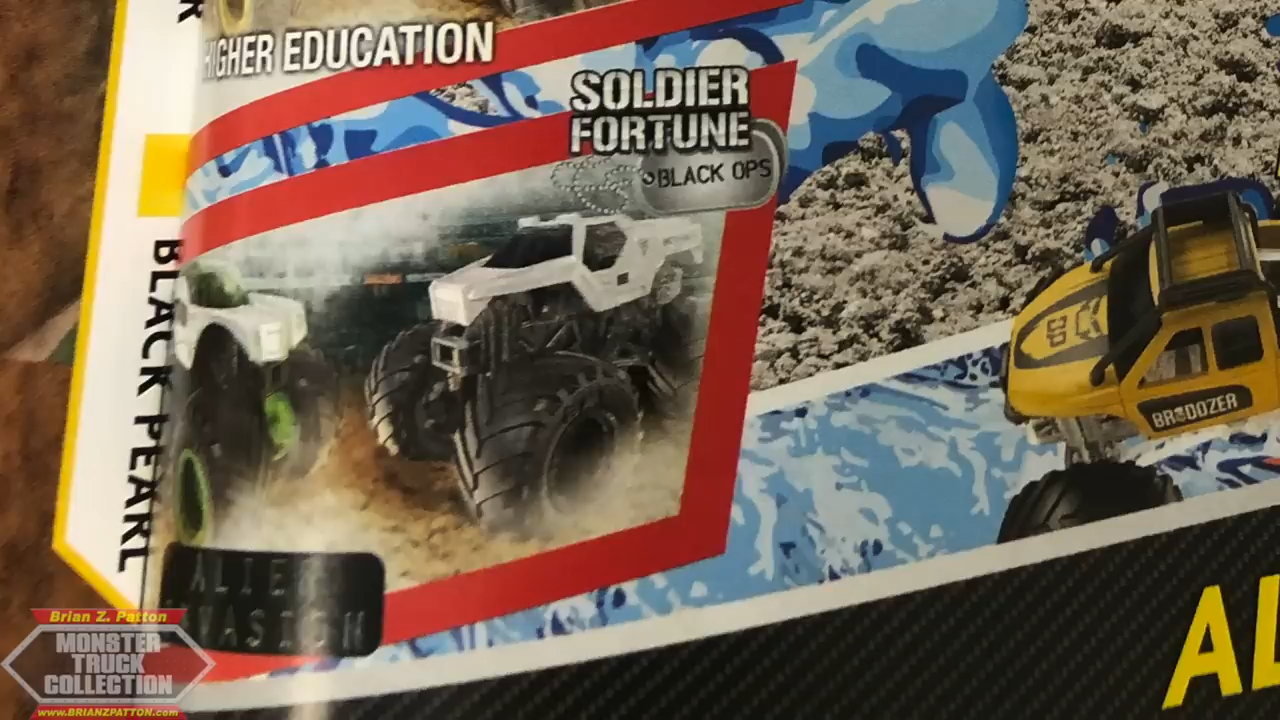 HIGHER EDUCATION
SOLDIER
FORTUNE
BLACK OPS
BLACK PEARL
BRODOZER
ALIEN
INVASION
AL
Brian Z. Patton
MONSTER
TRUCK
COLLECTION
www.BRIANZPATTON.com